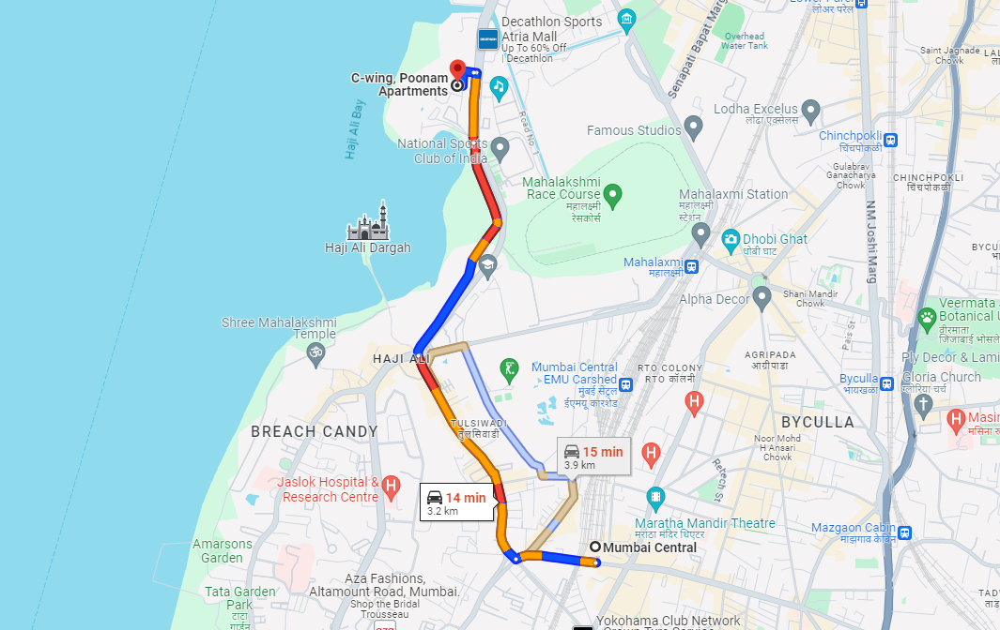 Lower Parel
लोअर परेल
Decathlon Sports
Atria Mall
Up To 60% Off
| Decathlon
Overhead
Water Tank
Senapati Bapat Marg
Saint Jagnade
Chowk
C-wing, Poonam
Apartments
Haji Ali Bay
Road No. 1
Lodha Excelus
लोढा एक्सेलस
Famous Studios
Chinchpokli
चिंचपोकळी
National Sports
Club of India
Gulabrav
Ganacharya
Chowk
CHINCHPOKLI
चिंचपोकळी
Mahalakshmi
Race Course
महालक्ष्मी
रेसकोर्स
Mahalaxmi Station
महालक्ष्मी
स्टेशन
NM Joshi Marg
Haji Ali Dargah
Dhobi Ghat
धोबी घाट
Mahalaxmi
महालक्ष्मी
Alpha Decor
Shani Mandir
Chowk
Veermata
Botanical
वीरमाता
जिजाबाई भोसले
Shree Mahalakshmi
Temple
Pais St
HAJI ALI
Mumbai Central
EMU Carshed
मुंबई सेंट्रल
ईएमयू कारशेड
RTO COLONY
RTO कॉलनी
AGRIPADA
आग्रीपाडा
Ply Decor & Lami
Byculla
भायखळा
Gloria Church
ग्लोरिया चर्च
BREACH CANDY
TULSIWADI
तुलसिवाडी
BYCULLA
Masin
मसिना
Noor Mohd
H Ansari
Chowk
15 min
3.9 km
Rebech St
Jaslok Hospital &
Research Centre
14 min
3.2 km
Maratha Mandir Theatre
मराठा मंदिर थिएटर
Mazgaon Cabin
माझगाव केबिन
Mumbai Central
Amarsons
Garden
Aza Fashions,
Altamount Road, Mumbai.
Shop the Bridal
Trousseau
Tata Garden
Park
टाटा
गार्डन
Yokohama Club Network